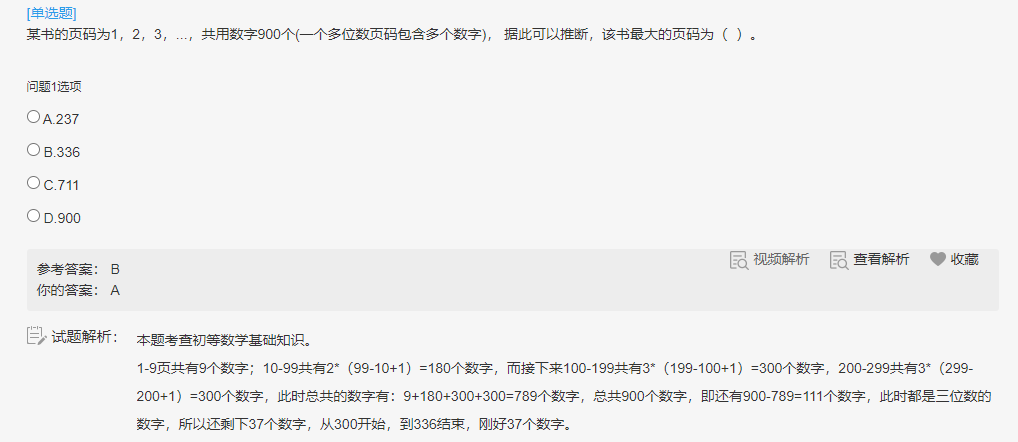 [单选题]
某书的页码为1，2，3，...，共用数字900个(一个多位数页码包含多个数字)， 据此可以推断，该书最大的页码为（ ）。
问题1选项
A.237
B.336
C.711
D.900
视频解析 查看解析 收藏
参考答案： B
你的答案： A
试题解析： 本题考查初等数学基础知识。
1-9页共有9个数字；10-99共有2*（99-10+1）=180个数字，而接下来100-199共有3*（199-100+1）=300个数字，200-299共有3*（299-
200+1）=300个数字，此时总共的数字有：9+180+300+300=789个数字，总共900个数字，即还有900-789=111个数字，此时都是三位数的
数字，所以还剩下37个数字，从300开始，到336结束，刚好37个数字。